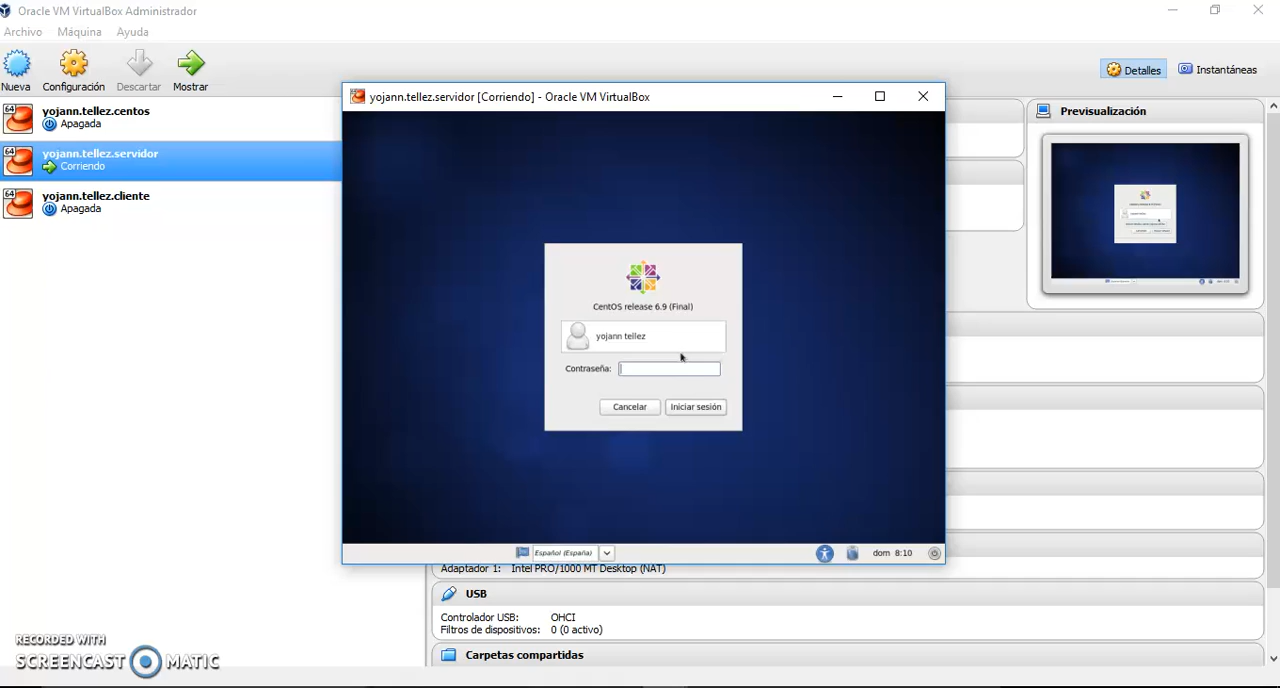 Oracle VM VirtualBox Administrador
Archivo Máquina Ayuda
Nueva Configuración Descartar Mostrar
Detalles Instantáneas
64 yojann.tellez.centos
Apagada
64 yojann.tellez.servidor
Corriendo
64 yojann.tellez.cliente
Apagada
yojann.tellez.servidor [Corriendo] - Oracle VM VirtualBox
CentOS release 6.9 (Final)
yojann tellez
Contraseña:
Cancelar Iniciar sesión
Español (España)
dom 8:10
Previsualización
Adaptador 1: Intel PRO/1000 MT Desktop (NAT)
USB
Controlador USB: OHCI
Filtros de dispositivos: 0 (0 activo)
Carpetas compartidas
RECORDED WITH
SCREENCAST MATIC